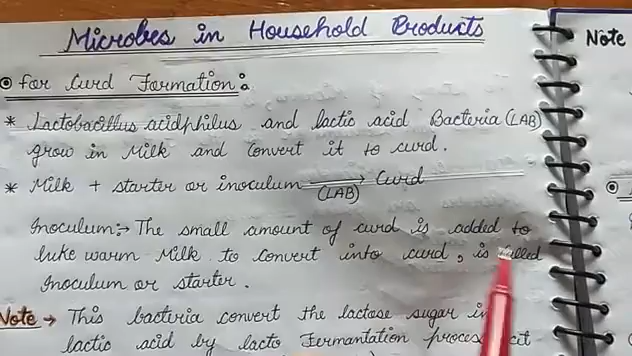 Microbes in Household Products
for Curd Formation:
* Lactobacillus acidphilus and lactic acid Bacteria (LAB)
grow in Milk and Convert it to curd.
* Milk + starter or inoculum → Curd
(LAB)
Inoculum:→ The small amount of curd is added to
luke warm Milk to convert into curd, is called
Inoculum or starter.
Note → This bacteria convert the lactose sugar in
lactic acid by lacto Fermantation process
Note